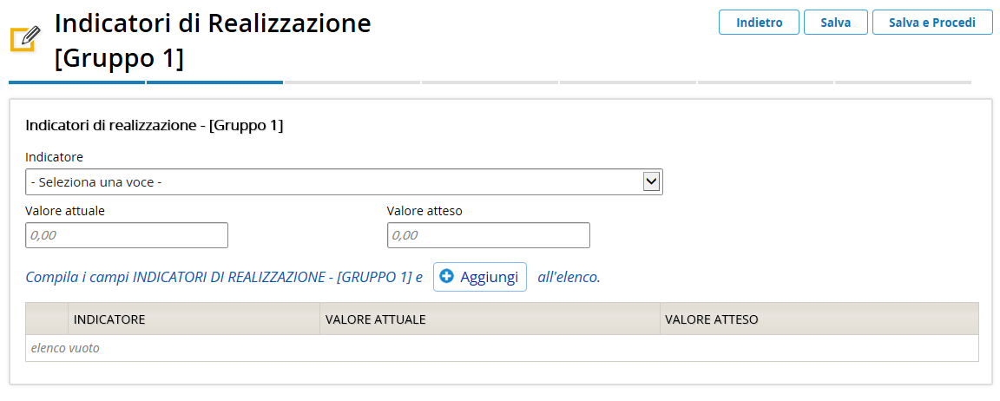 Indicatori di Realizzazione
[Gruppo 1]
Indietro
Salva
Salva e Procedi
Indicatori di realizzazione - [Gruppo 1]
Indicatore
- Seleziona una voce -
Valore attuale
Valore atteso
0,00
0,00
Compila i campi INDICATORI DI REALIZZAZIONE - [GRUPPO 1] e Aggiungi all'elenco.
INDICATORE
VALORE ATTUALE
VALORE ATTESO
elenco vuoto